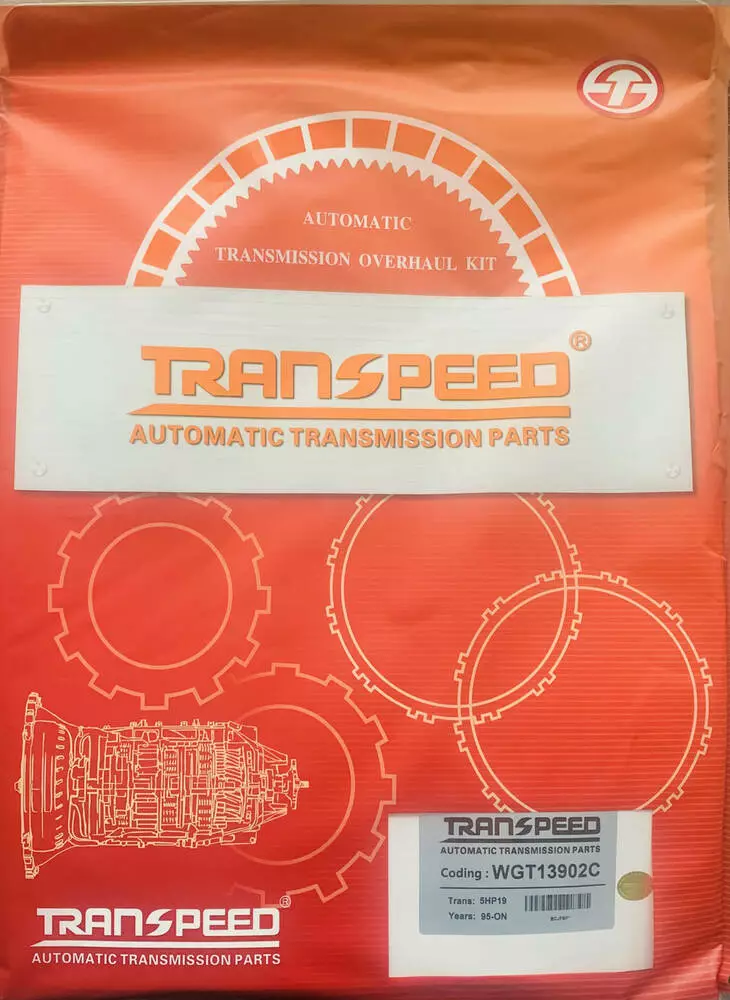 AUTOMATIC
TRANSMISSION OVERHAUL KIT
TRANSPEED®
AUTOMATIC TRANSMISSION PARTS
TRANSPEED
AUTOMATIC TRANSMISSION PARTS
Coding : WGT13902C
Trans: 5HP19
Years: 95-ON
TRANSPEED®
AUTOMATIC TRANSMISSION PARTS